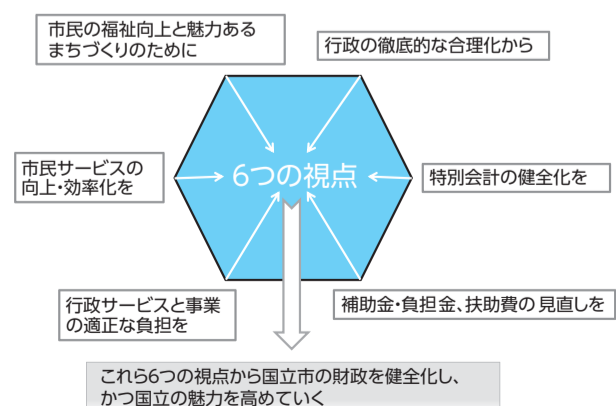 市民の福祉向上と魅力ある
まちづくりのために
行政の徹底的な合理化から
市民サービスの
向上・効率化を
6つの視点
特別会計の健全化を
行政サービスと事業
の適正な負担を
補助金・負担金、扶助費の見直しを
これら6つの視点から国立市の財政を健全化し、
かつ国立の魅力を高めていく